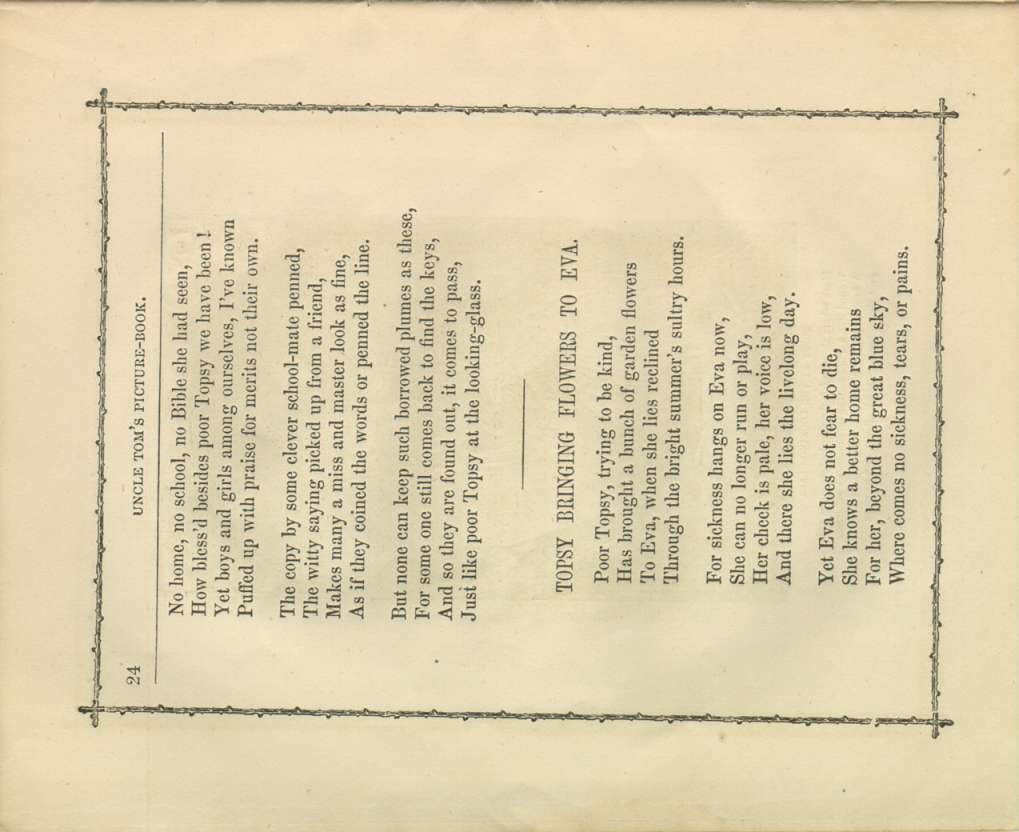 24
UNCLE TOM'S PICTURE-BOOK.
No home, no school, no Bible she had seen,
How bless'd besides poor Topsy we have been!
Yet boys and girls among ourselves, I've known
Puffed up with praise for merits not their own.
The copy by some clever school-mate penned,
The witty saying picked up from a friend,
Makes many a miss and master look as fine,
As if they coined the words or penned the line.
But none can keep such borrowed plumes as these,
For some one still comes back to find the keys,
And so they are found out, it comes to pass,
Just like poor Topsy at the looking-glass.
TOPSY BRINGING FLOWERS TO EVA.
Poor Topsy, trying to be kind,
Has brought a bunch of garden flowers
To Eva, when she lies reclined
Through the bright summer's sultry hours.
For sickness hangs on Eva now,
She can no longer run or play,
Her cheek is pale, her voice is low,
And there she lies the livelong day.
Yet Eva does not fear to die,
She knows a better home remains
For her, beyond the great blue sky,
Where comes no sickness, tears, or pains.